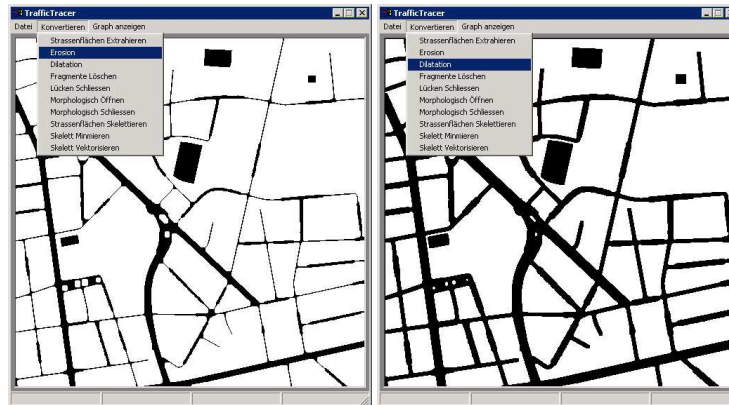 TrafficTracer
Datei Konvertieren Graph anzeigen
Strassenflächen Extrahieren
Erosion
Dilatation
Fragmente Löschen
Lücken Schliessen
Morphologisch Öffnen
Morphologisch Schliessen
Strassenflächen Skelettieren
Skelett Minmieren
Skelett Vektorisieren
TrafficTracer
Datei Konvertieren Graph anzeigen
Strassenflächen Extrahieren
Erosion
Dilatation
Fragmente Löschen
Lücken Schliessen
Morphologisch Öffnen
Morphologisch Schliessen
Strassenflächen Skelettieren
Skelett Minmieren
Skelett Vektorisieren